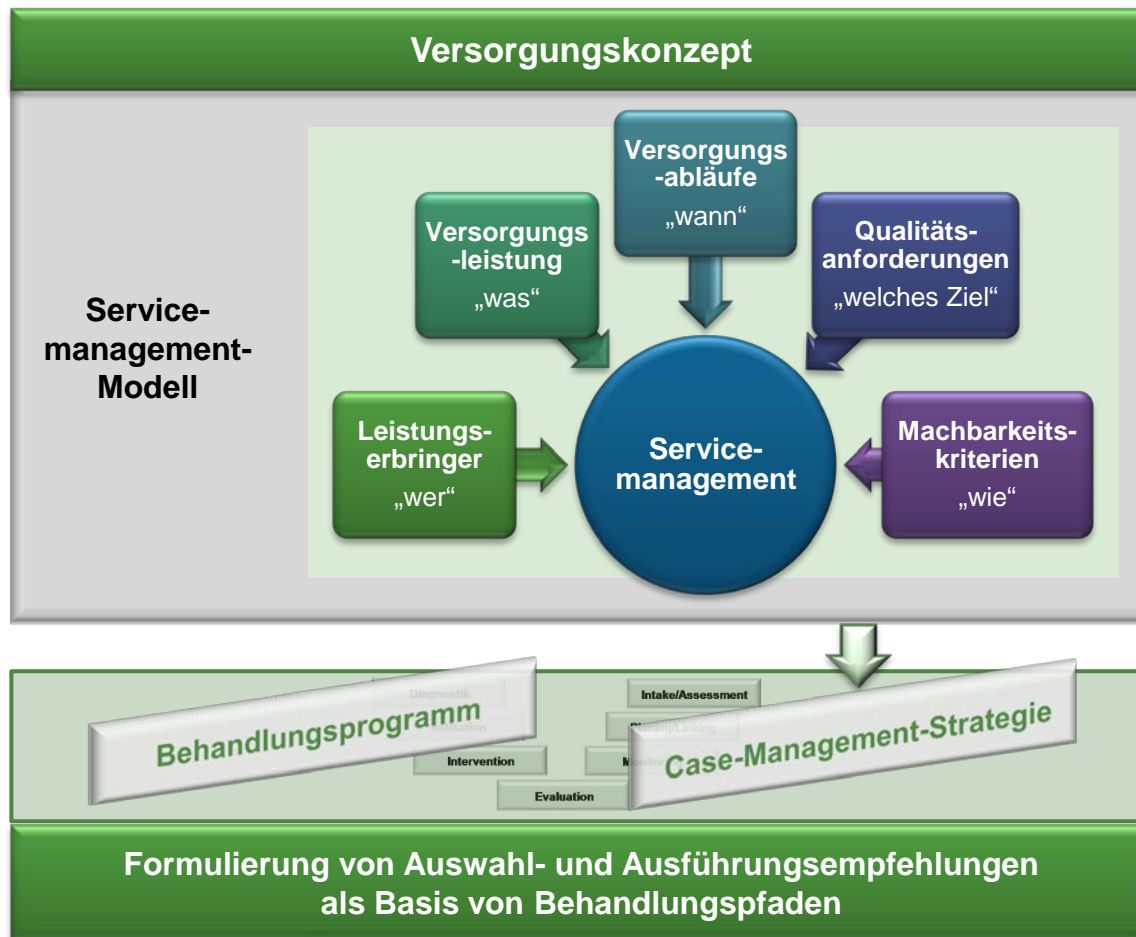 Versorgungskonzept
Service-
management-
Modell
Versorgungs
-abläufe
„wann“
Versorgungs
-leistung
„was“
Qualitäts-
anforderungen
„welches Ziel“
Leistungs-
erbringer
„wer“
Service-
management
Machbarkeits-
kriterien
„wie“
Diagnostik
Intake/Assessment
Behandlungsprogramm
Case-Management-Strategie
Intervention
Evaluation
Formulierung von Auswahl- und Ausführungsempfehlungen
als Basis von Behandlungspfaden